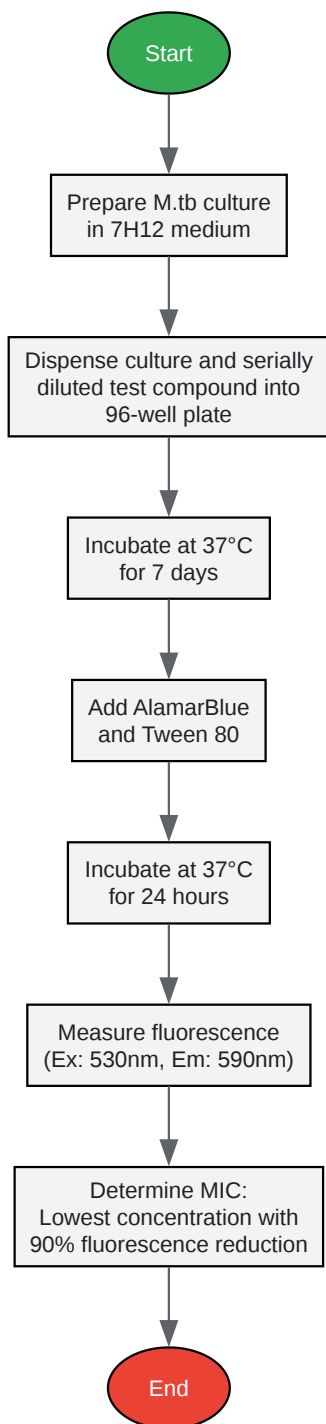 Start
Prepare M.tb culture
in 7H12 medium
Dispense culture and serially
diluted test compound into
96-well plate
Incubate at 37°C
for 7 days
Add AlamarBlue
and Tween 80
Incubate at 37°C
for 24 hours
Measure fluorescence
(Ex: 530nm, Em: 590nm)
Determine MIC:
Lowest concentration with
90% fluorescence reduction
End